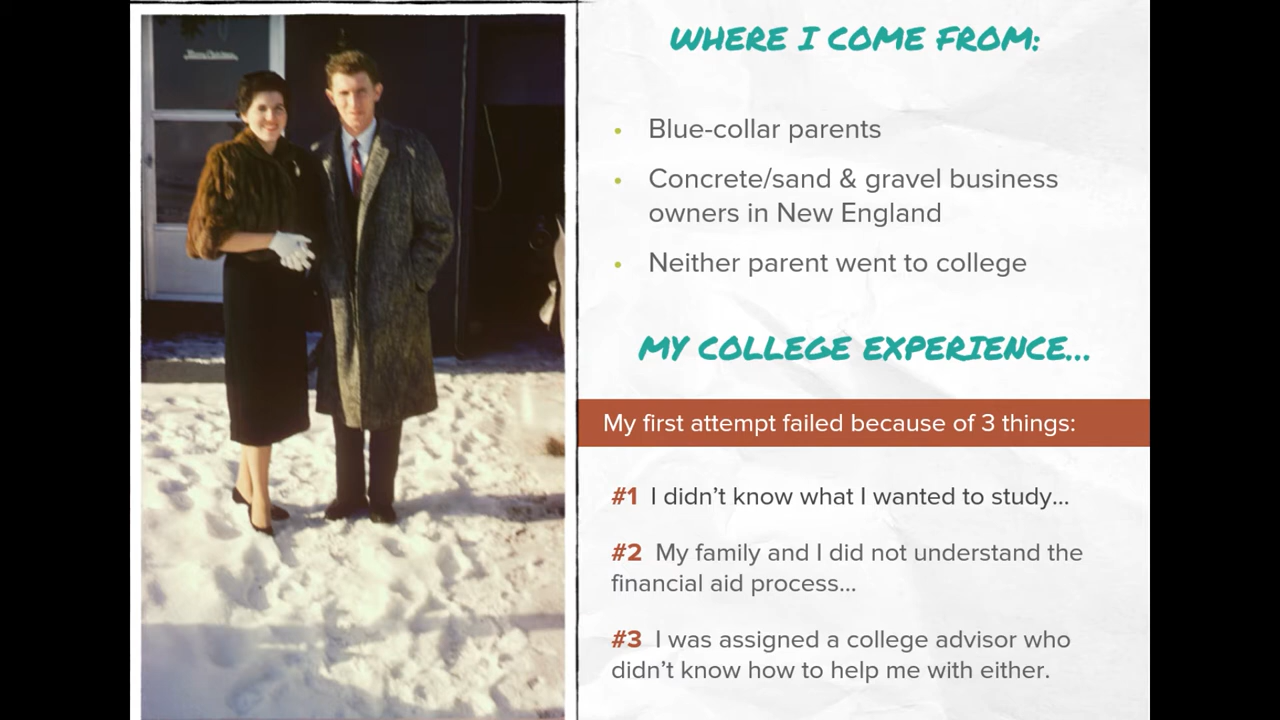 WHERE I COME FROM:
• Blue-collar parents
• Concrete/sand & gravel business
owners in New England
• Neither parent went to college
MY COLLEGE EXPERIENCE...
My first attempt failed because of 3 things:
#1 I didn’t know what I wanted to study...
#2 My family and I did not understand the
financial aid process...
#3 I was assigned a college advisor who
didn’t know how to help me with either.